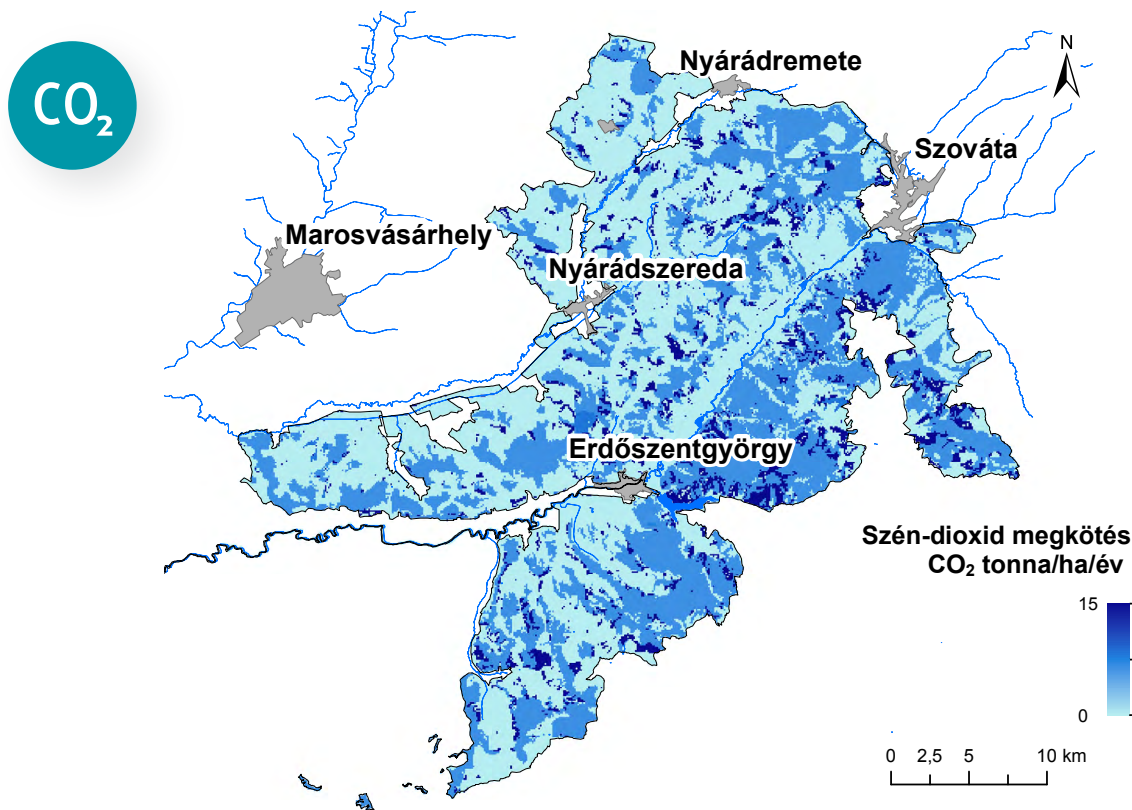 CO₂
N
Nyárádremete
Szováta
Marosvásárhely
Nyárádszereda
Erdőszentgyörgy
Szén-dioxid megkötés
CO₂ tonna/ha/év
15
0
0 2,5 5 10 km